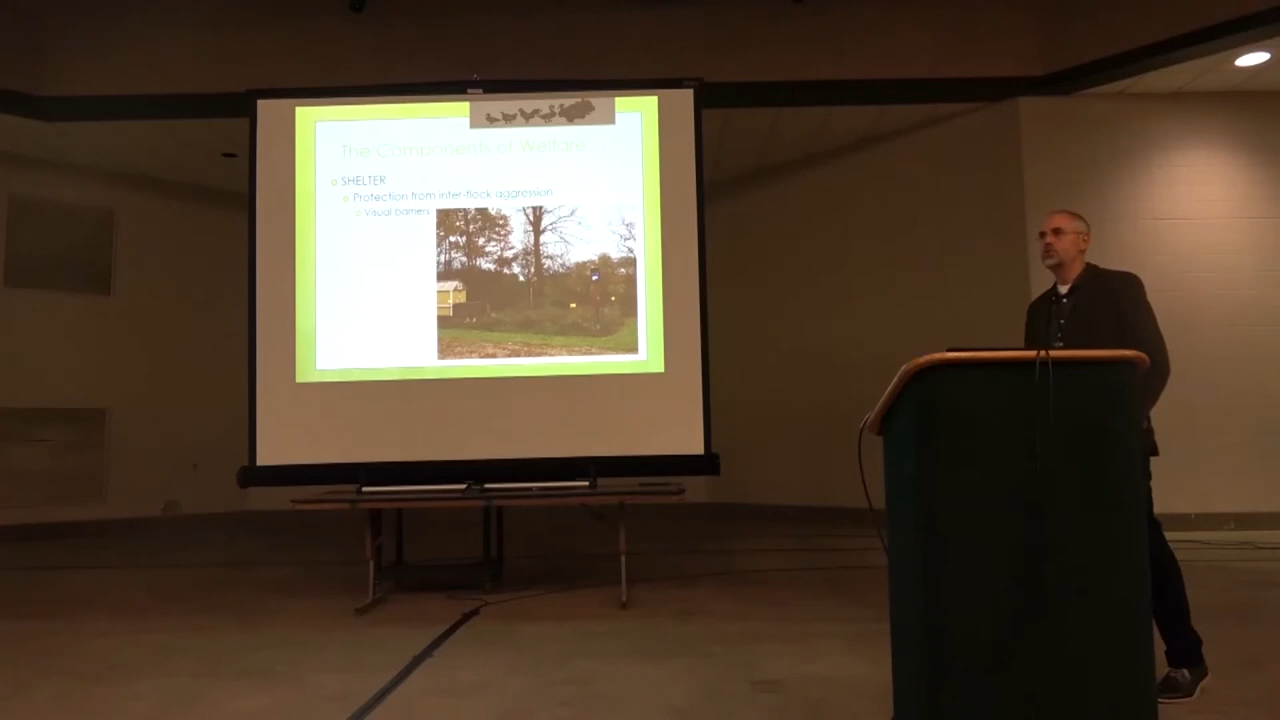 The Components of Welfare
SHELTER
Protection from inter-flock aggression
Visual barriers